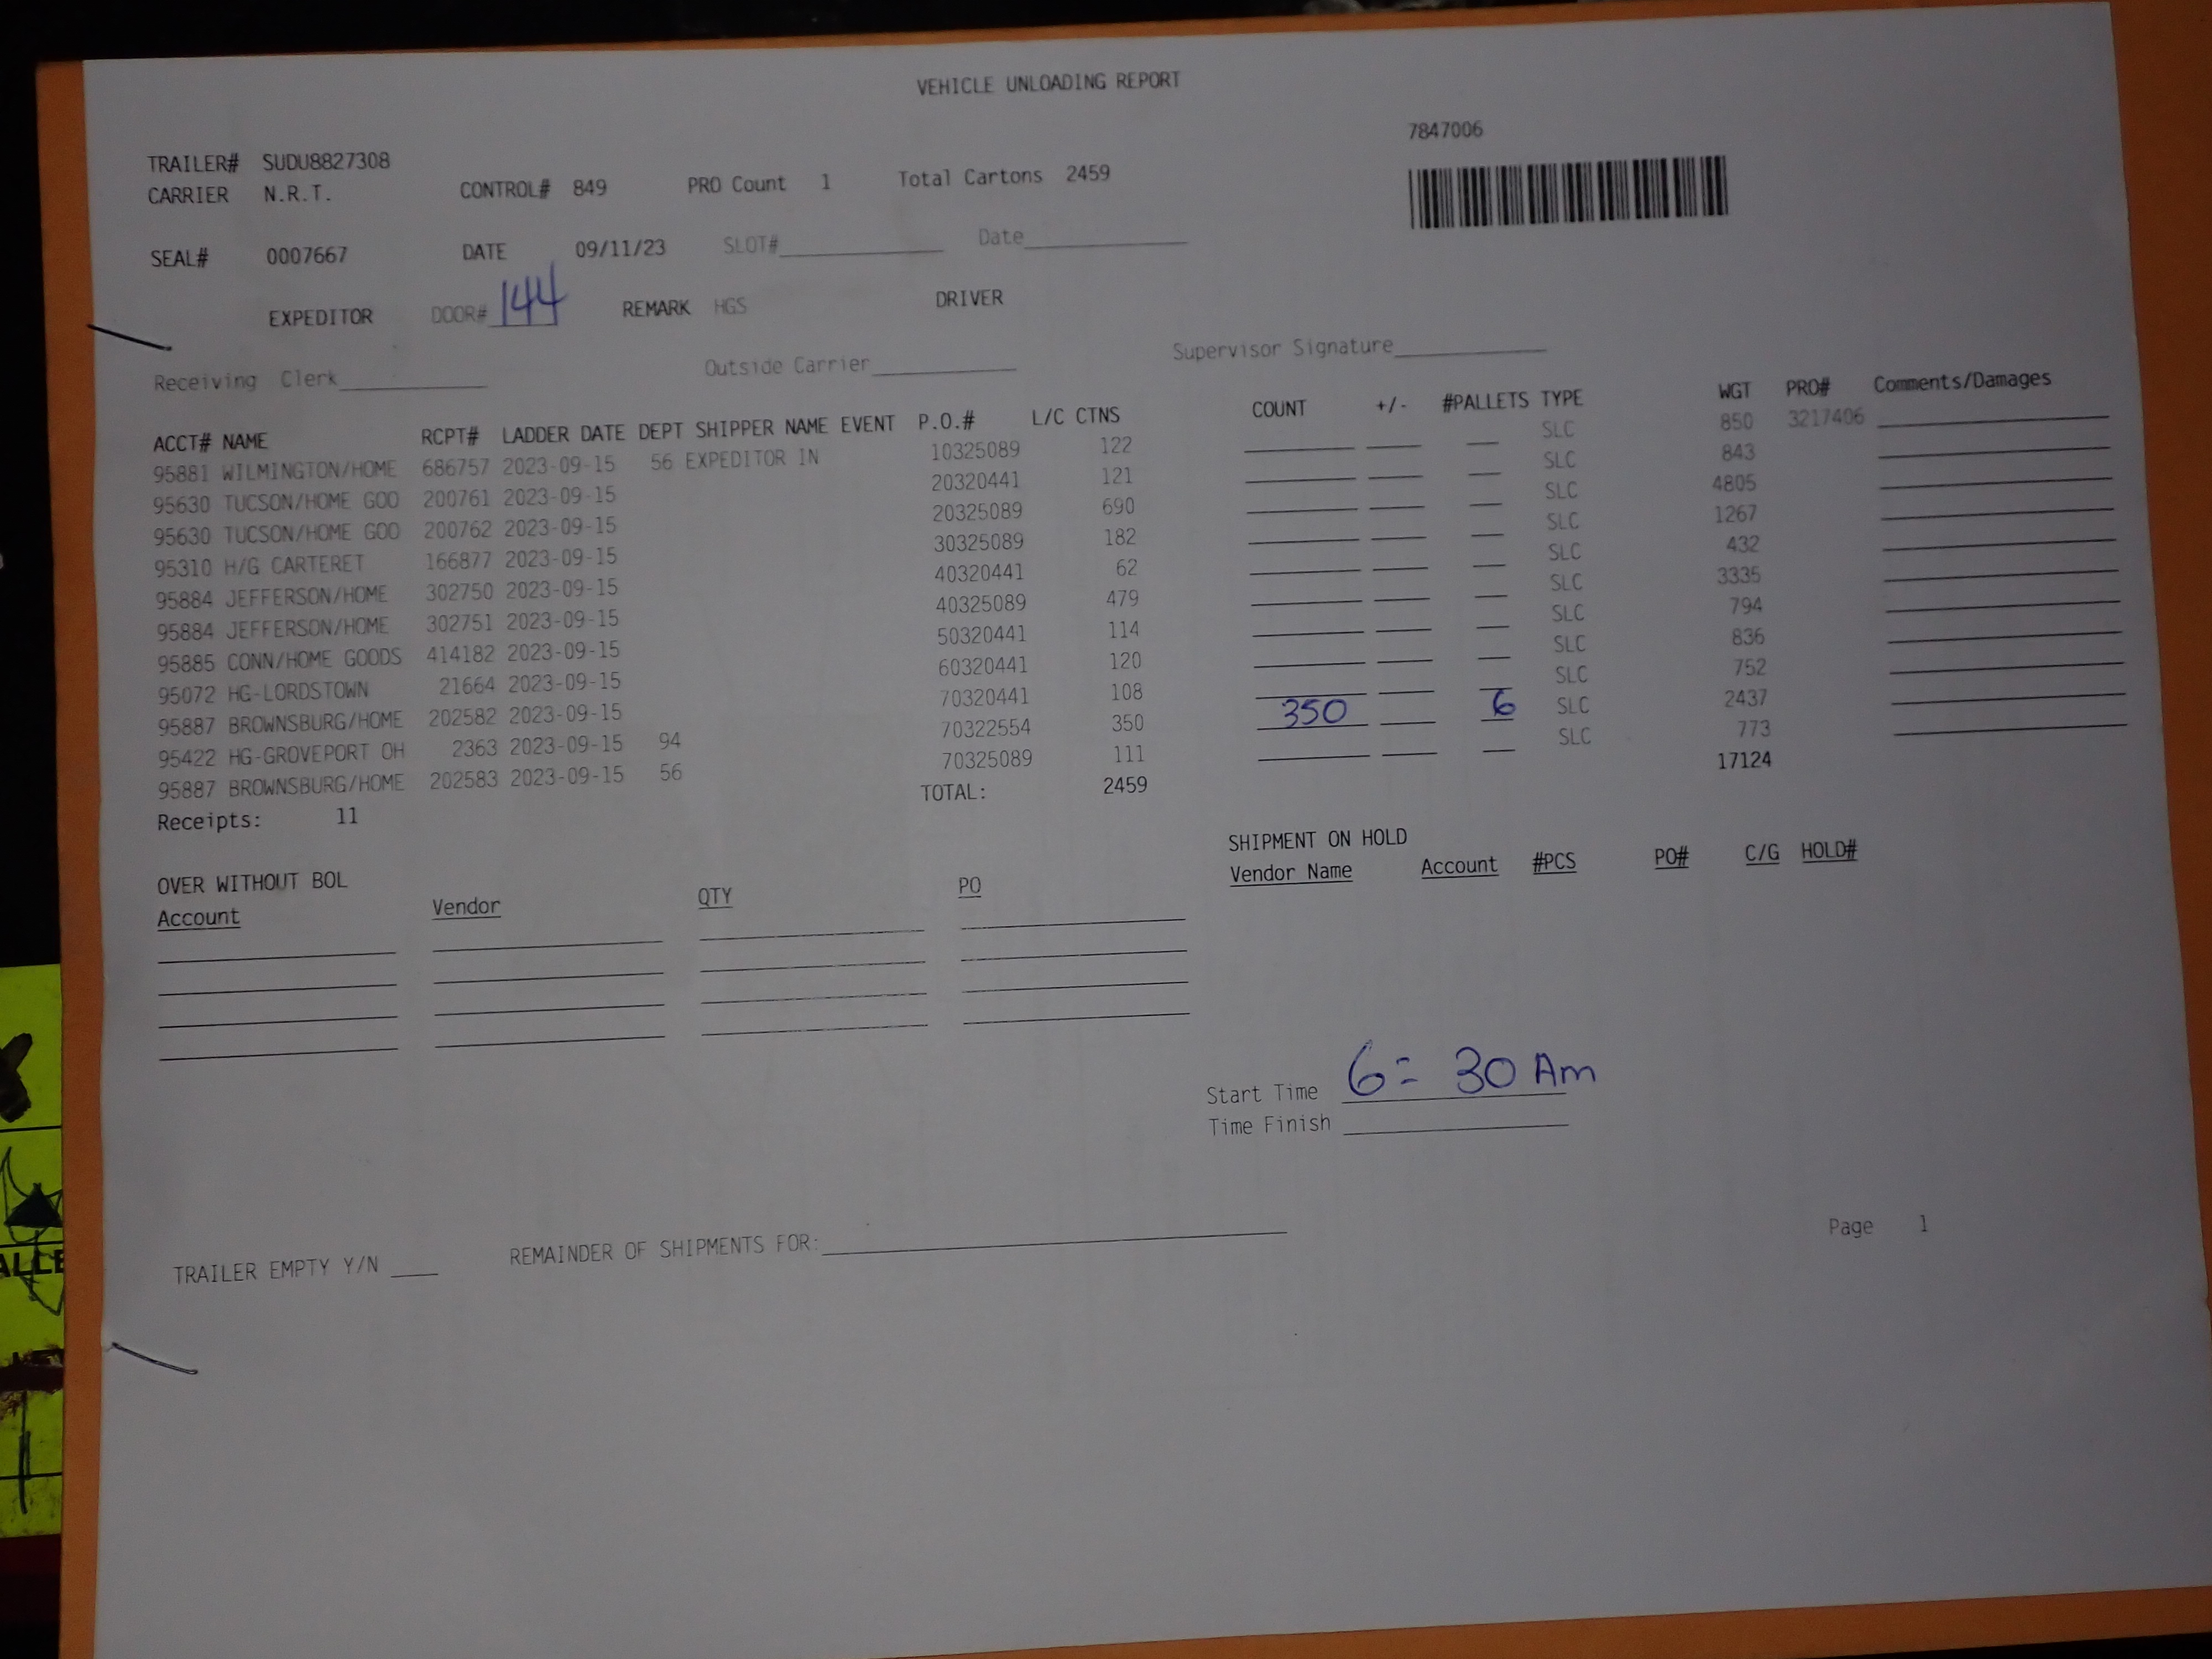 VEHICLE UNLOADING REPORT
7847006
TRAILER# SUDU8827308
CARRIER N.R.T. CONTROL# 849 PRO Count 1 Total Cartons 2459
SEAL# 0007667 DATE 09/11/23 SLOT# Date
EXPEDITOR DOOR# 144 REMARK HGS DRIVER
Receiving Clerk Outside Carrier Supervisor Signature
ACCT# NAME RCPT# LADDER DATE DEPT SHIPPER NAME EVENT P.O.# L/C CTNS COUNT +/- #PALLETS TYPE WGT PRO# Comments/Damages
95881 WILMINGTON/HOME 686757 2023-09-15 56 EXPEDITOR IN 10325089 122 SLC 850 3217406
95630 TUCSON/HOME GOO 200761 2023-09-15 20320441 121 SLC 843
95630 TUCSON/HOME GOO 200762 2023-09-15 20325089 690 SLC 4805
95310 H/G CARTERET 166877 2023-09-15 30325089 182 SLC 1267
95884 JEFFERSON/HOME 302750 2023-09-15 40320441 62 SLC 432
95884 JEFFERSON/HOME 302751 2023-09-15 40325089 479 SLC 3335
95885 CONN/HOME GOODS 414182 2023-09-15 50320441 114 SLC 794
95072 HG-LORDSTOWN 21664 2023-09-15 60320441 120 SLC 836
95887 BROWNSBURG/HOME 202582 2023-09-15 70320441 108 SLC 752
95422 HG-GROVEPORT OH 2363 2023-09-15 94 70322554 350 350 6 SLC 2437
95887 BROWNSBURG/HOME 202583 2023-09-15 56 70325089 111 SLC 773
Receipts: 11 TOTAL: 2459 17124
SHIPMENT ON HOLD
Vendor Name Account #PCS PO# C/G HOLD#
OVER WITHOUT BOL
Account Vendor QTY PO
Start Time 6: 30 Am
Time Finish
TRAILER EMPTY Y/N REMAINDER OF SHIPMENTS FOR:
Page 1